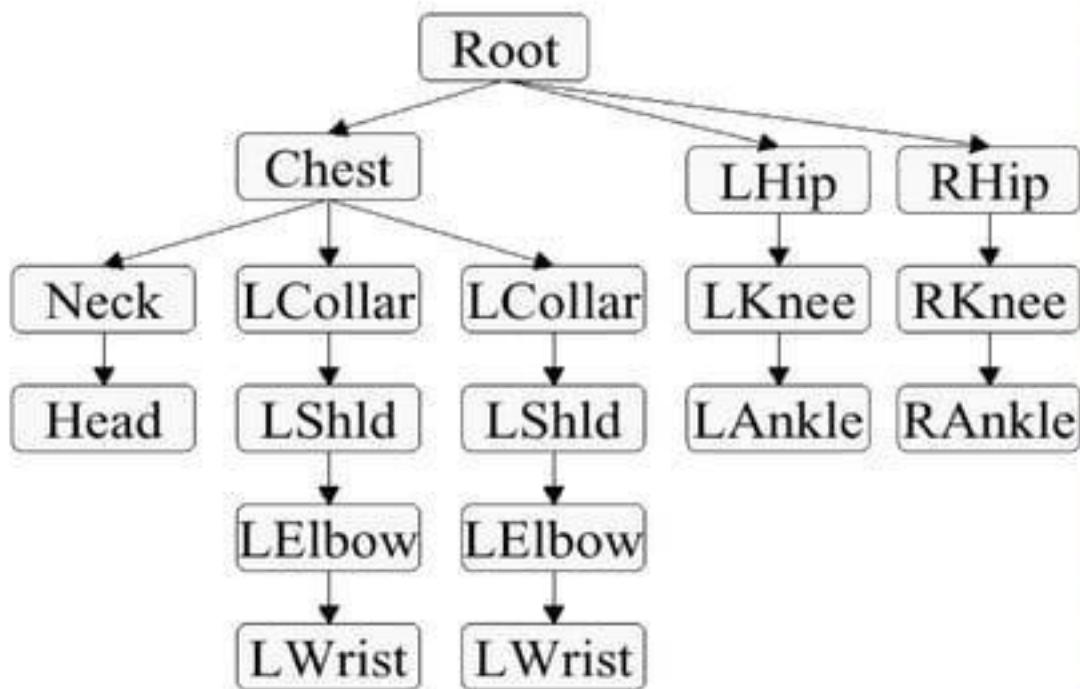 Root
Chest
LHip
RHip
Neck
LCollar
LCollar
LKnee
RKnee
Head
LShld
LShld
LAnkle
RAnkle
LElbow
LElbow
LWrist
LWrist